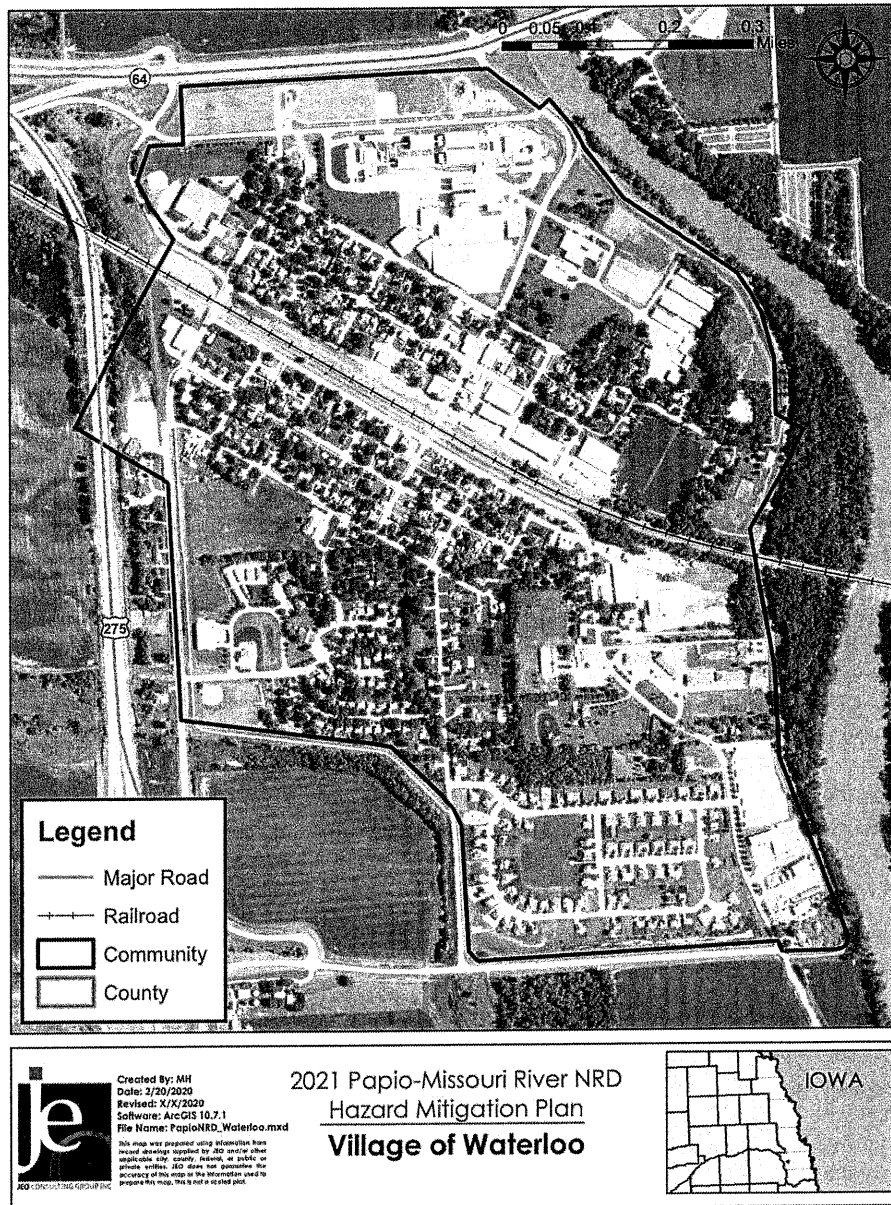 0 0.05 0.1 0.2 0.3
Miles
64
275
Legend
Major Road
Railroad
Community
County
je
JEO CONSULTING GROUP INC
Created By: MH
Date: 2/20/2020
Revised: X/X/2020
Software: ArcGIS 10.7.1
File Name: PapioNRD_Waterloo.mxd
This map was prepared using information from
record drawings supplied by JEO and/or other
applicable city, county, federal, or public or
private entities. JEO does not guarantee the
accuracy of this map or the information used to
prepare this map. This is not a scaled plat.
2021 Papio-Missouri River NRD
Hazard Mitigation Plan
Village of Waterloo
IOWA